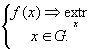 f(x) ⇒ extr
x
x ∈ G.